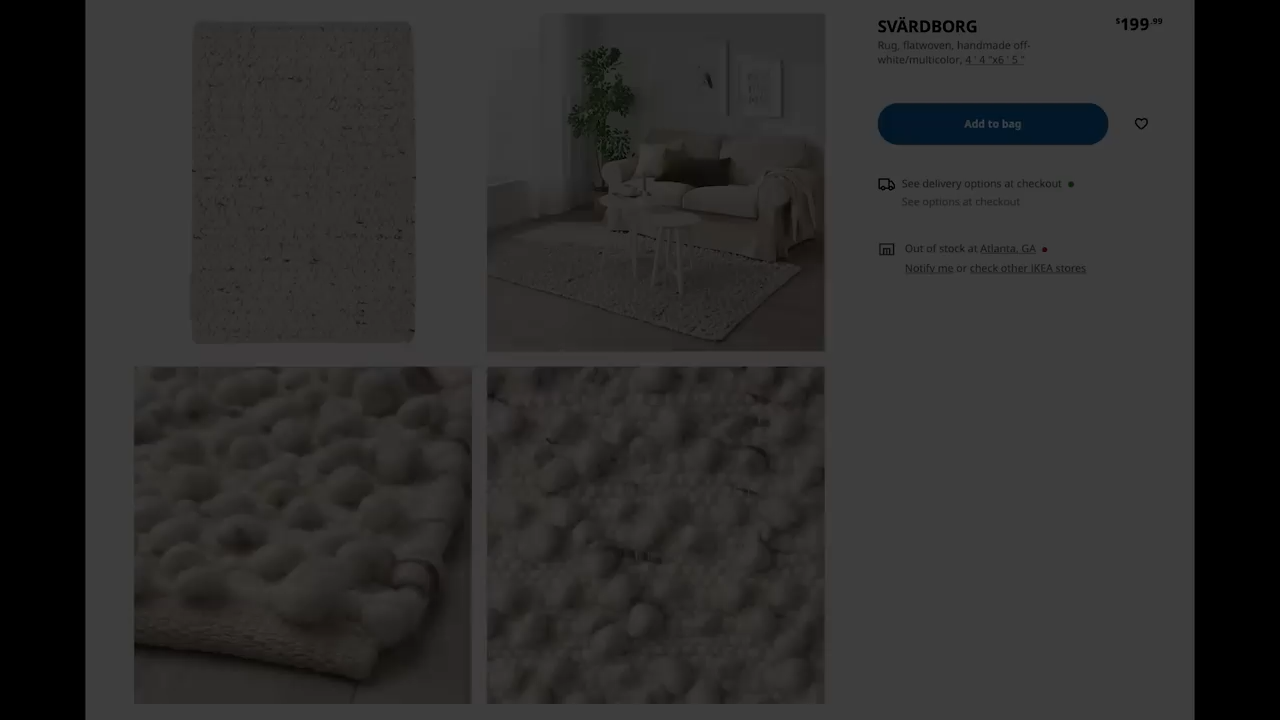 SVÄRDBORG
$199.99
Rug, flatwoven, handmade off-
white/multicolor, 4 ' 4 "x6 ' 5 "
Add to bag
See delivery options at checkout
See options at checkout
Out of stock at Atlanta, GA
Notify me or check other IKEA stores